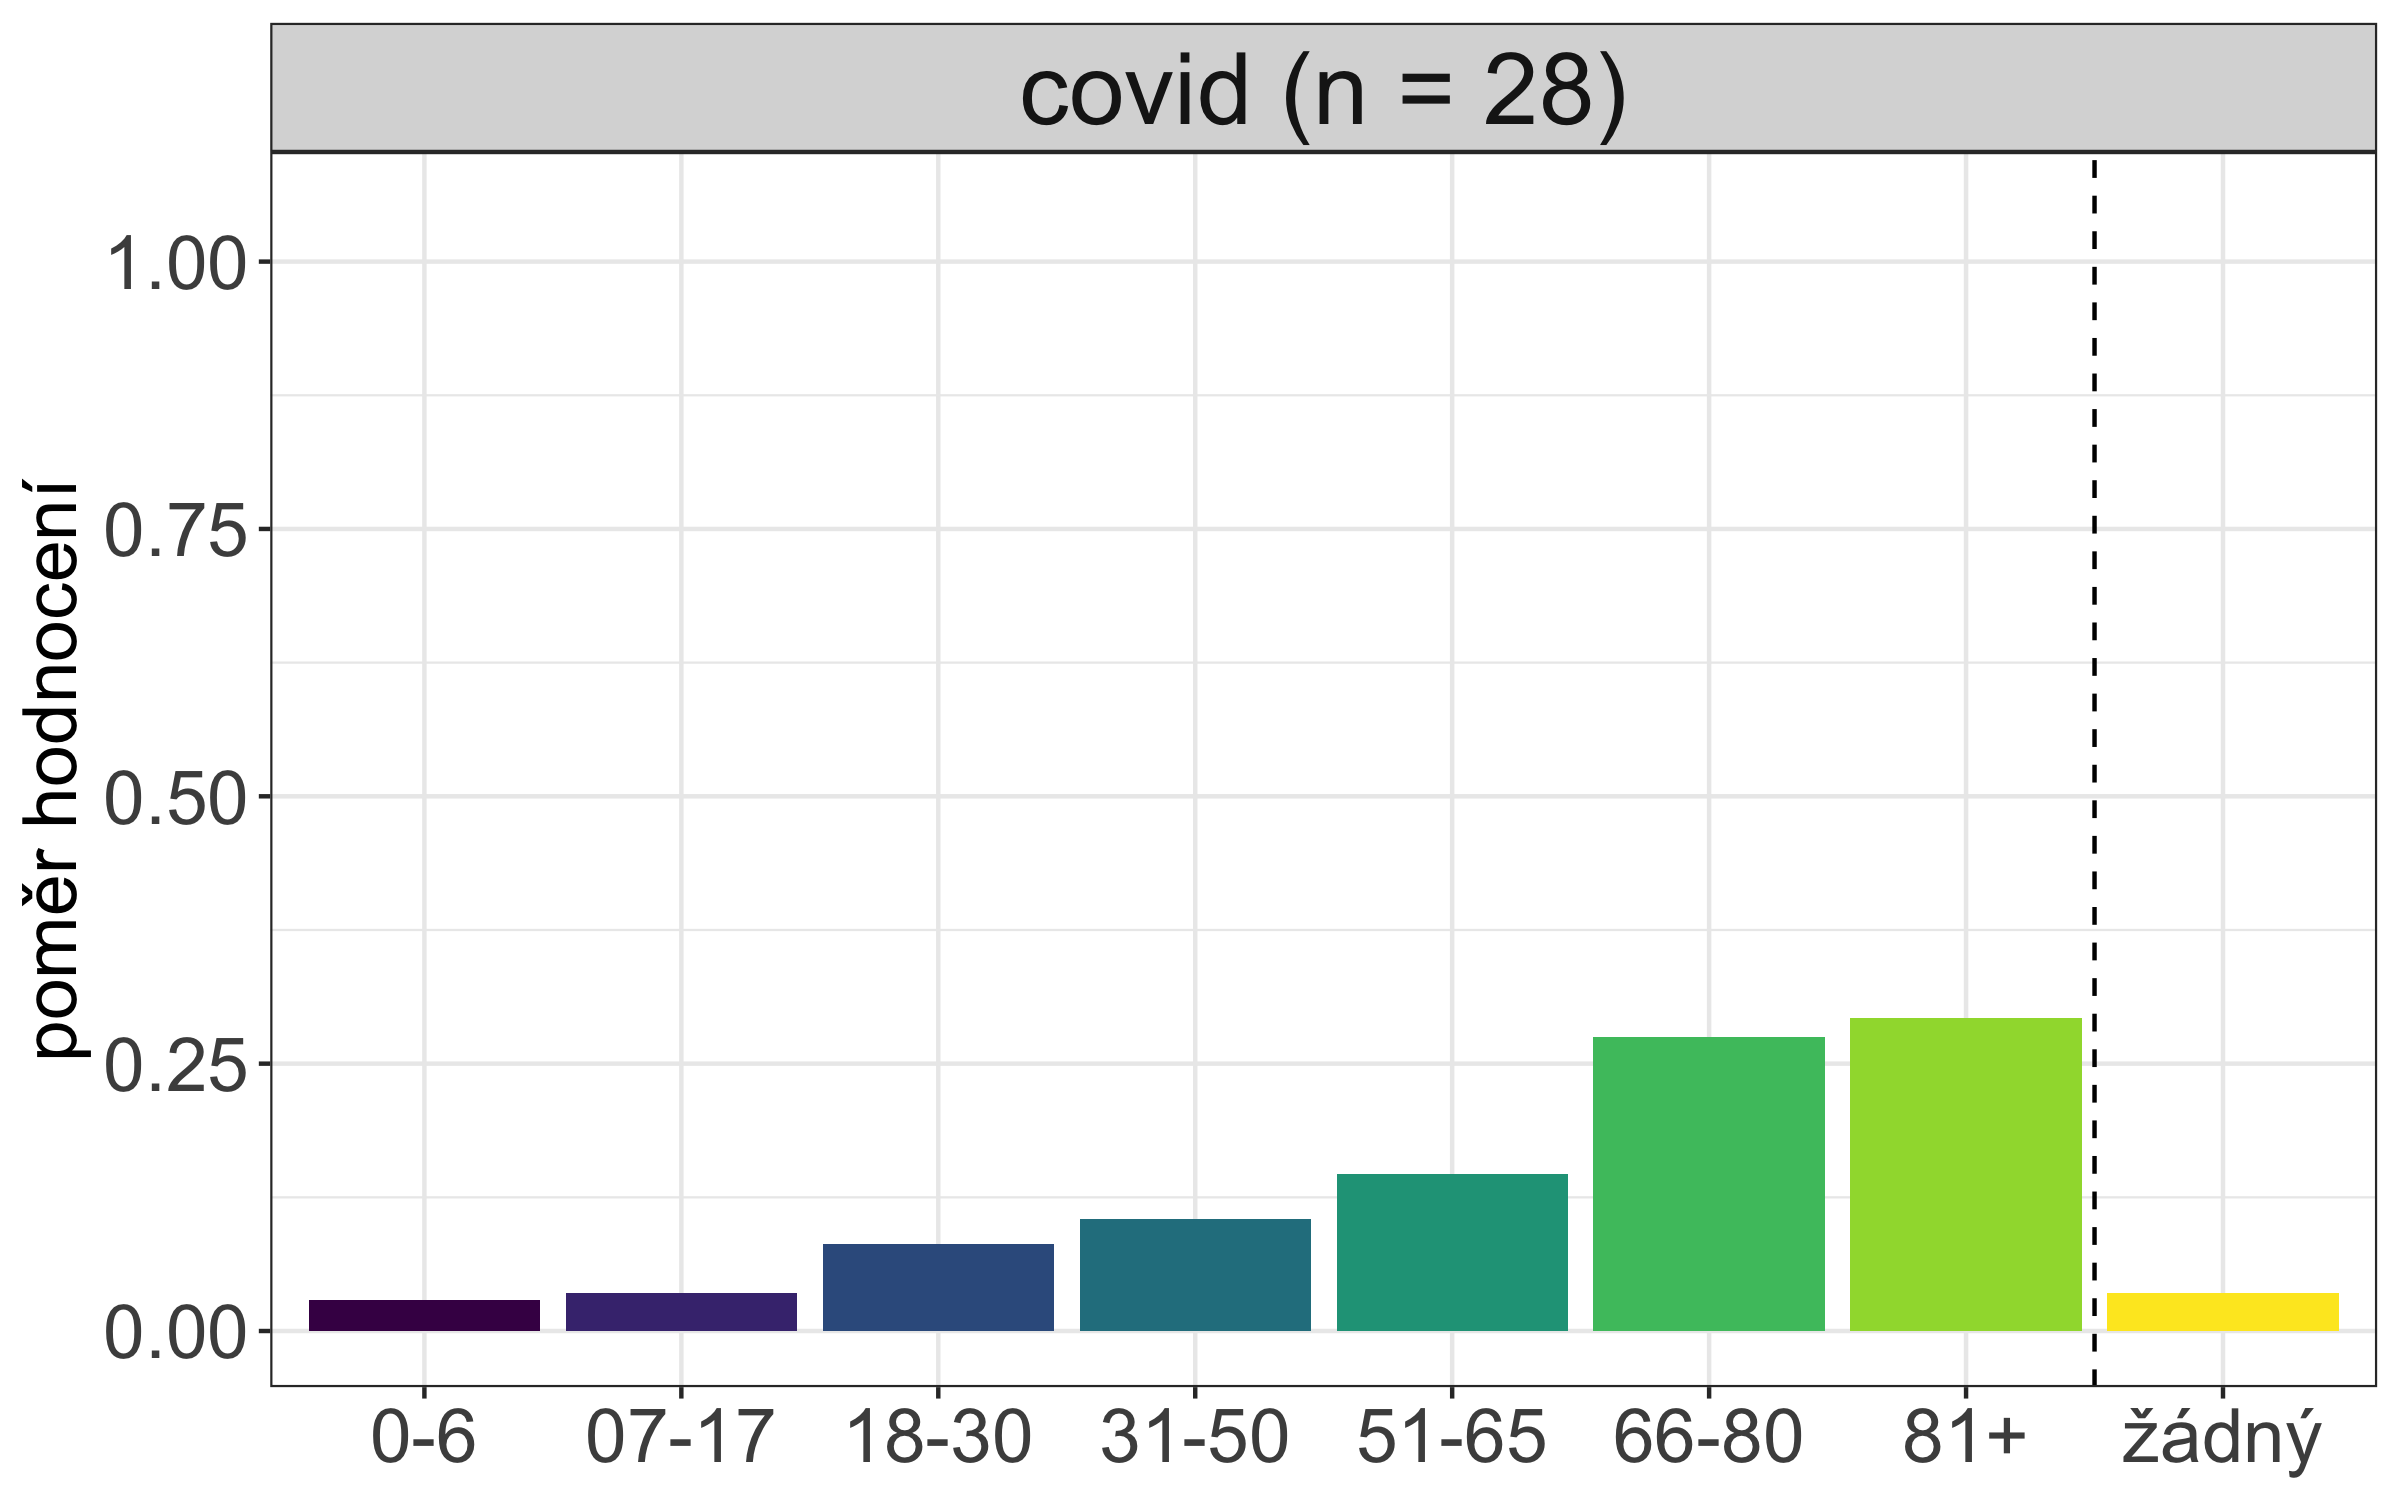 covid (n = 28)
poměr hodnocení
1.00
0.75
0.50
0.25
0.00
0-6 07-17 18-30 31-50 51-65 66-80 81+ žádný